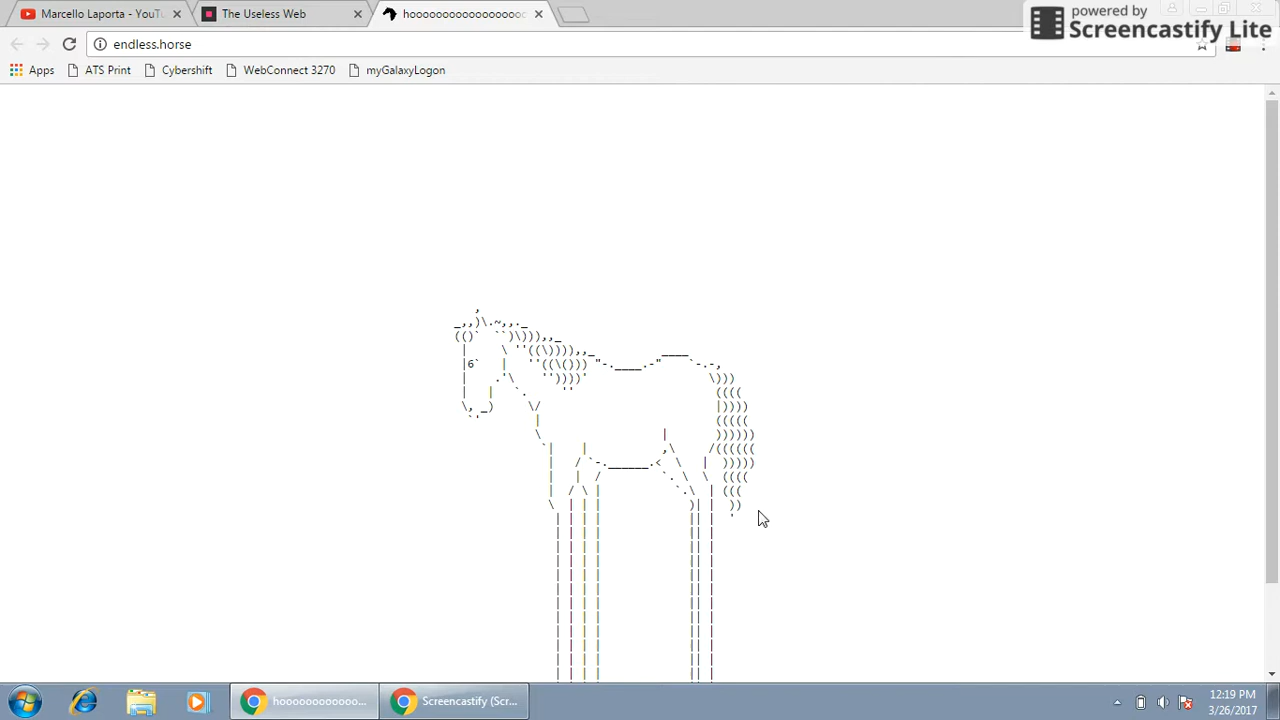 Marcello Laporta - YouTu
The Useless Web
hooooooooooooooooooc
powered by
Screencastify Lite
endless.horse
Apps
ATS Print
Cybershift
WebConnect 3270
myGalaxyLogon
hoooooooooooo...
Screencastify (Scr...
12:19 PM
3/26/2017